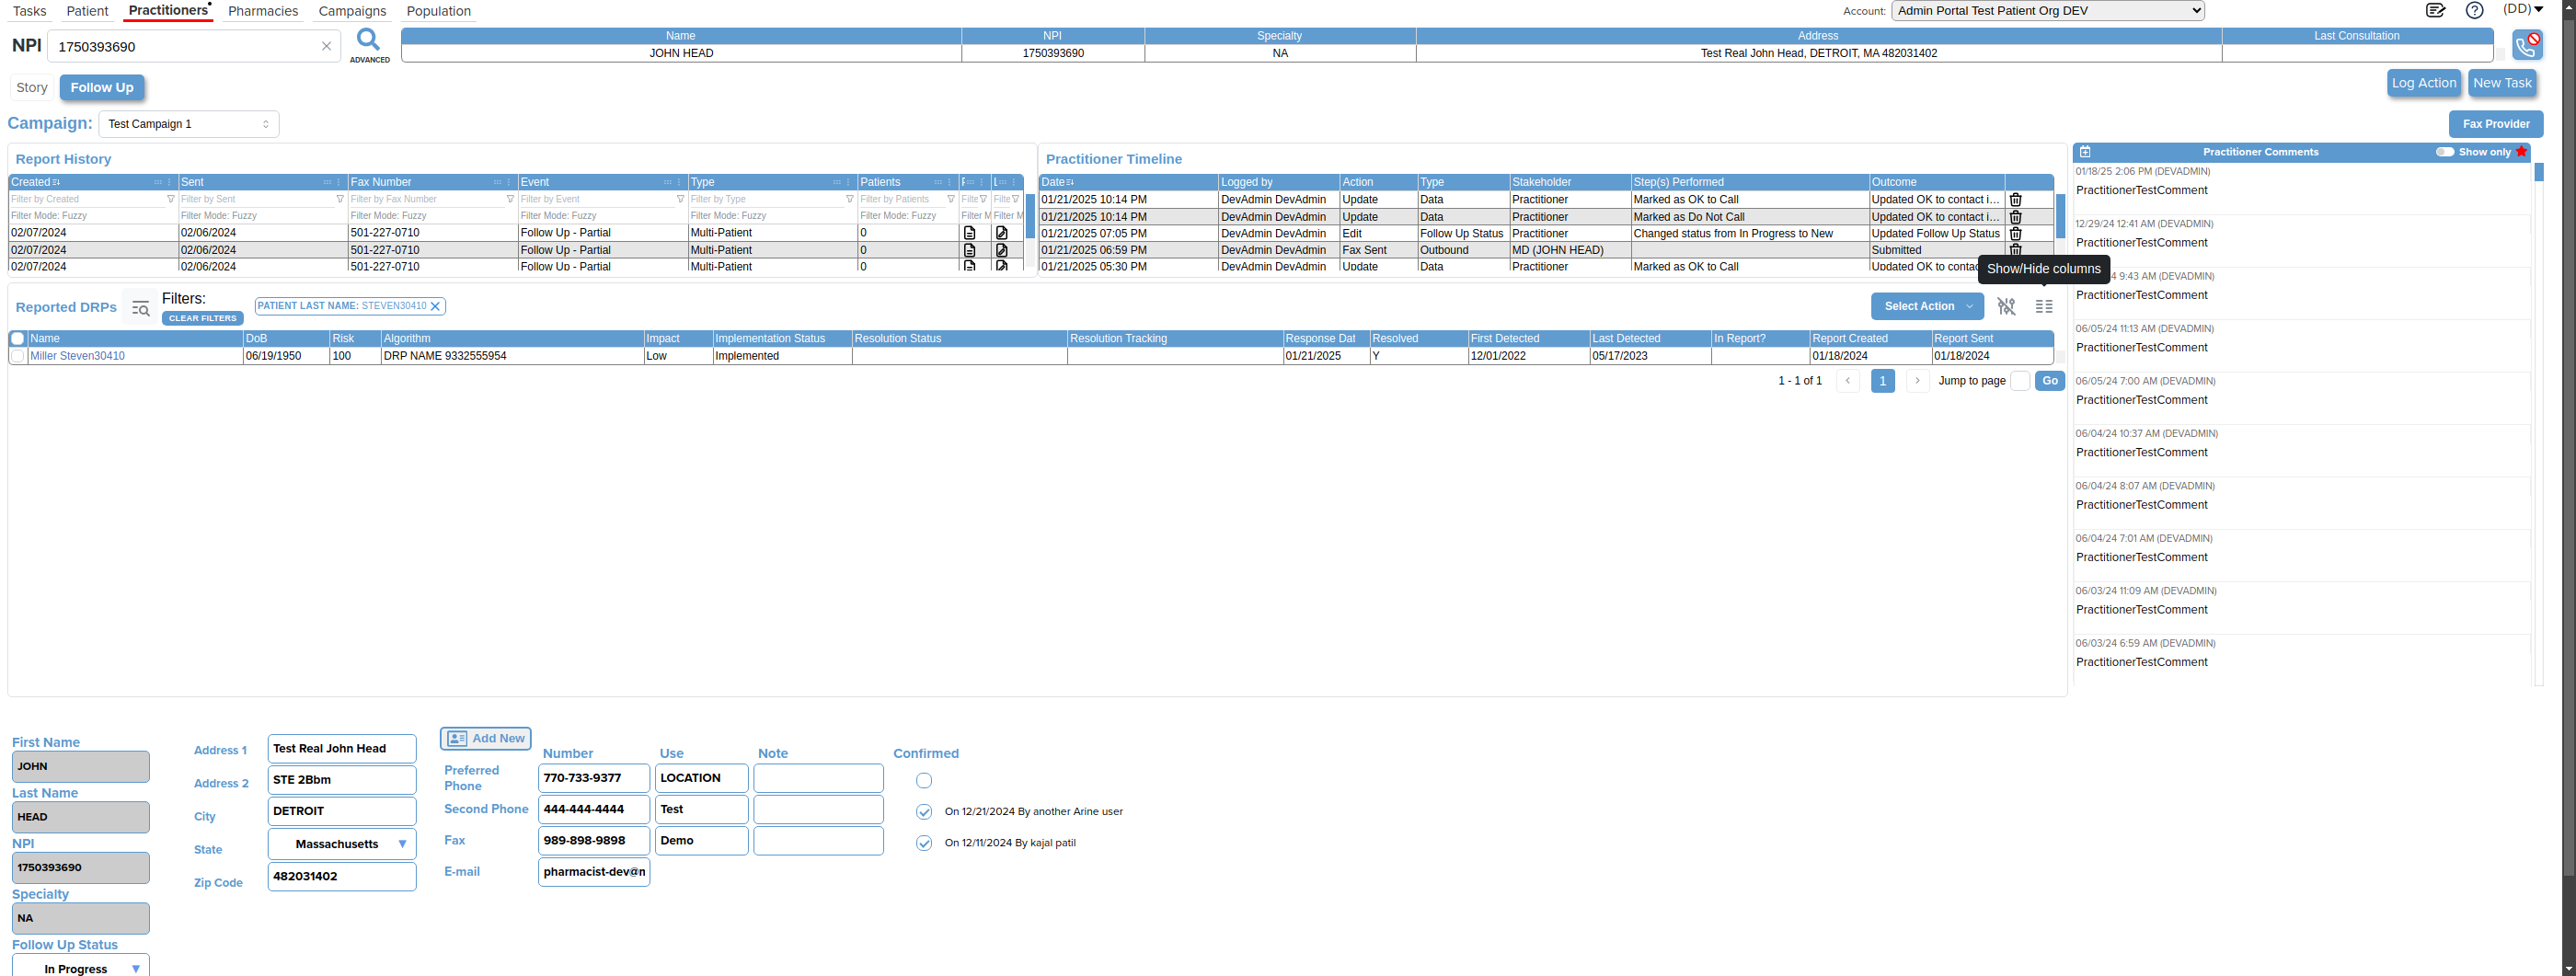 Tasks Patient Practitioners Pharmacies Campaigns Population Account: Admin Portal Test Patient Org DEV (DD)
NPI 1750393690 ADVANCED
Name NPI Specialty Address Last Consultation
JOHN HEAD 1750393690 NA Test Real John Head, DETROIT, MA 482031402
Story Follow Up Log Action New Task
Campaign: Test Campaign 1 Fax Provider
Report History
Created Sent Fax Number Event Type Patients
Filter by Created Filter by Sent Filter by Fax Number Filter by Event Filter by Type Filter by Patients Filte Filte
Filter Mode: Fuzzy Filter Mode: Fuzzy Filter Mode: Fuzzy Filter Mode: Fuzzy Filter Mode: Fuzzy Filter Mode: Fuzzy Filter M Filter M
02/07/2024 02/06/2024 501-227-0710 Follow Up - Partial Multi-Patient 0
02/07/2024 02/06/2024 501-227-0710 Follow Up - Partial Multi-Patient 0
02/07/2024 02/06/2024 501-227-0710 Follow Up - Partial Multi-Patient 0
Practitioner Timeline
Date Logged by Action Type Stakeholder Step(s) Performed Outcome
01/21/2025 10:14 PM DevAdmin DevAdmin Update Data Practitioner Marked as OK to Call Updated OK to contact i...
01/21/2025 10:14 PM DevAdmin DevAdmin Update Data Practitioner Marked as Do Not Call Updated OK to contact i...
01/21/2025 07:05 PM DevAdmin DevAdmin Edit Follow Up Status Practitioner Changed status from In Progress to New Updated Follow Up Status
01/21/2025 06:59 PM DevAdmin DevAdmin Fax Sent Outbound MD (JOHN HEAD) Submitted
01/21/2025 05:30 PM DevAdmin DevAdmin Update Data Practitioner Marked as OK to Call Updated OK to contac
Show/Hide columns
Practitioner Comments Show only
01/18/25 2:06 PM (DEVADMIN)
PractitionerTestComment
12/29/24 12:41 AM (DEVADMIN)
PractitionerTestComment
4 9:43 AM (DEVADMIN)
PractitionerTestComment
06/05/24 11:13 AM (DEVADMIN)
PractitionerTestComment
06/05/24 7:00 AM (DEVADMIN)
PractitionerTestComment
06/04/24 10:37 AM (DEVADMIN)
PractitionerTestComment
06/04/24 8:07 AM (DEVADMIN)
PractitionerTestComment
06/04/24 7:01 AM (DEVADMIN)
PractitionerTestComment
06/03/24 11:09 AM (DEVADMIN)
PractitionerTestComment
06/03/24 6:59 AM (DEVADMIN)
PractitionerTestComment
Reported DRPs Filters: PATIENT LAST NAME: STEVEN30410 Select Action
CLEAR FILTERS
Name DoB Risk Algorithm Impact Implementation Status Resolution Status Resolution Tracking Response Dat Resolved First Detected Last Detected In Report? Report Created Report Sent
Miller Steven30410 06/19/1950 100 DRP NAME 9332555954 Low Implemented 01/21/2025 Y 12/01/2022 05/17/2023 01/18/2024 01/18/2024
1 - 1 of 1 1 Jump to page Go
First Name
JOHN
Last Name
HEAD
NPI
1750393690
Specialty
NA
Follow Up Status
In Progress
Address 1 Test Real John Head
Address 2 STE 2Bbm
City DETROIT
State Massachusetts
Zip Code 482031402
Add New
Number Use Note Confirmed
Preferred Phone 770-733-9377 LOCATION
Second Phone 444-444-4444 Test On 12/21/2024 By another Arine user
Fax 989-898-9898 Demo On 12/11/2024 By kajal patil
E-mail pharmacist-dev@n